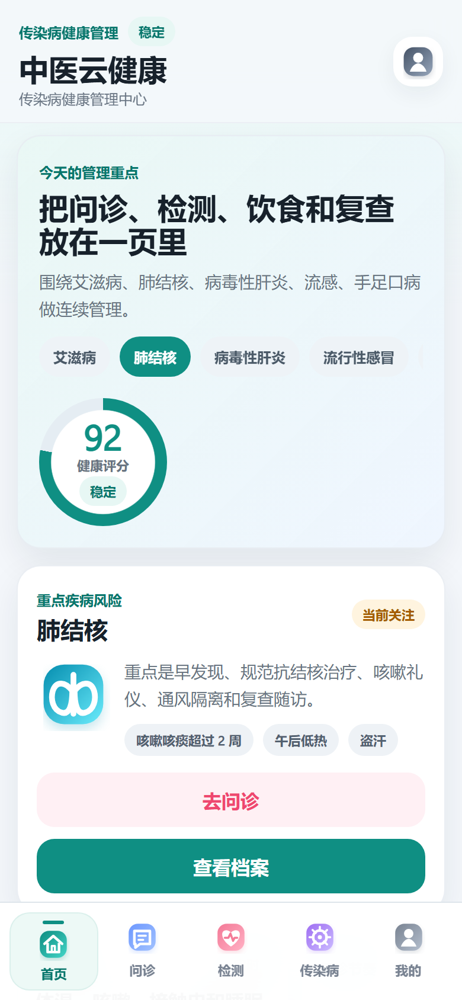 传染病健康管理 稳定
中医云健康
传染病健康管理中心
今天的管理重点
把问诊、检测、饮食和复查
放在一页里
围绕艾滋病、肺结核、病毒性肝炎、流感、手足口病
做连续管理。
艾滋病 肺结核 病毒性肝炎 流行性感冒
92
健康评分
稳定
重点疾病风险
当前关注
肺结核
重点是早发现、规范抗结核治疗、咳嗽礼
仪、通风隔离和复查随访。
咳嗽咳痰超过 2 周 午后低热 盗汗
去问诊
查看档案
首页 问诊 检测 传染病 我的